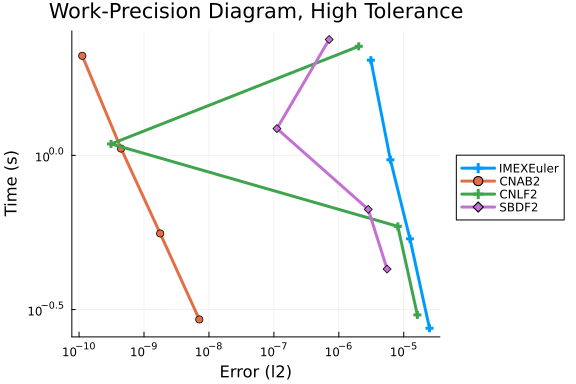 Work-Precision Diagram, High Tolerance
Time (s)
10^0.0
10^-0.5
10^-10
10^-9
10^-8
10^-7
10^-6
10^-5
Error (l2)
IMEXEuler
CNAB2
CNLF2
SBDF2